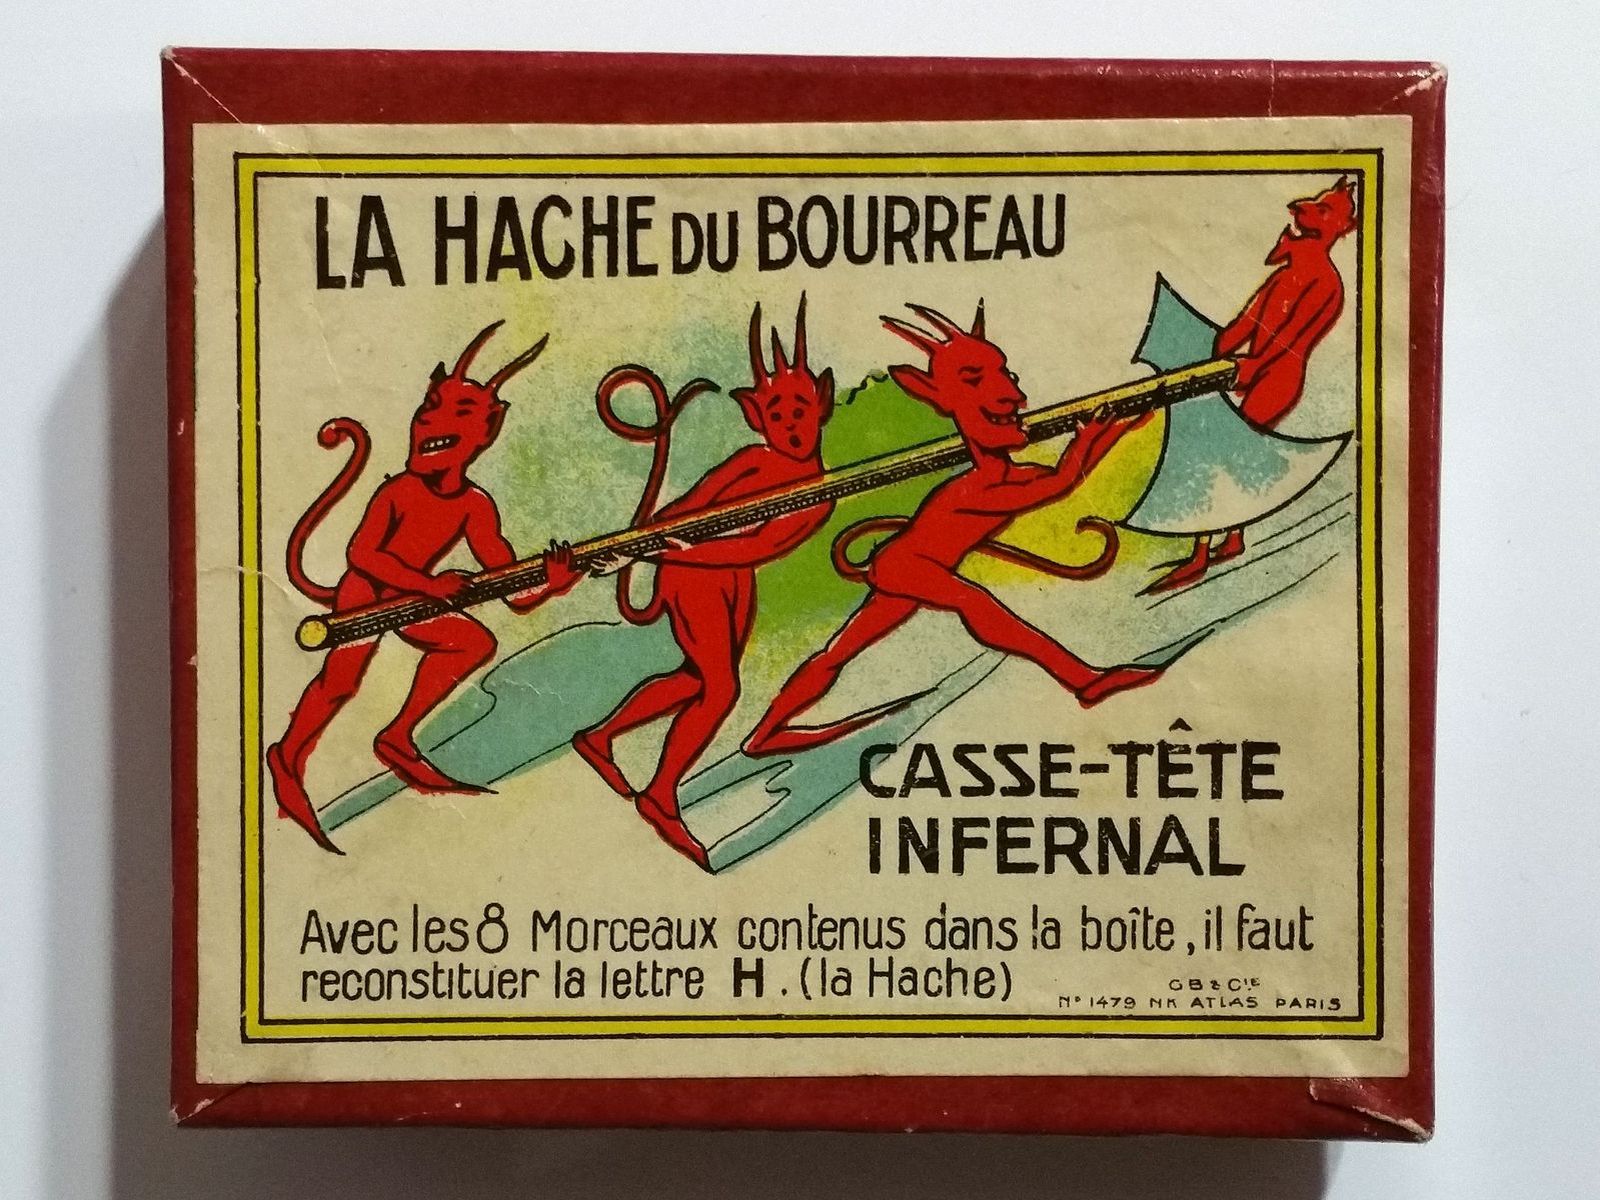 LA HACHE DU BOURREAU
CASSE-TÊTE
INFERNAL
Avec les 8 Morceaux contenus dans la boîte, il faut
reconstituer la lettre H. (la Hache)
GB & Cie
N° 1479 NK ATLAS PARIS